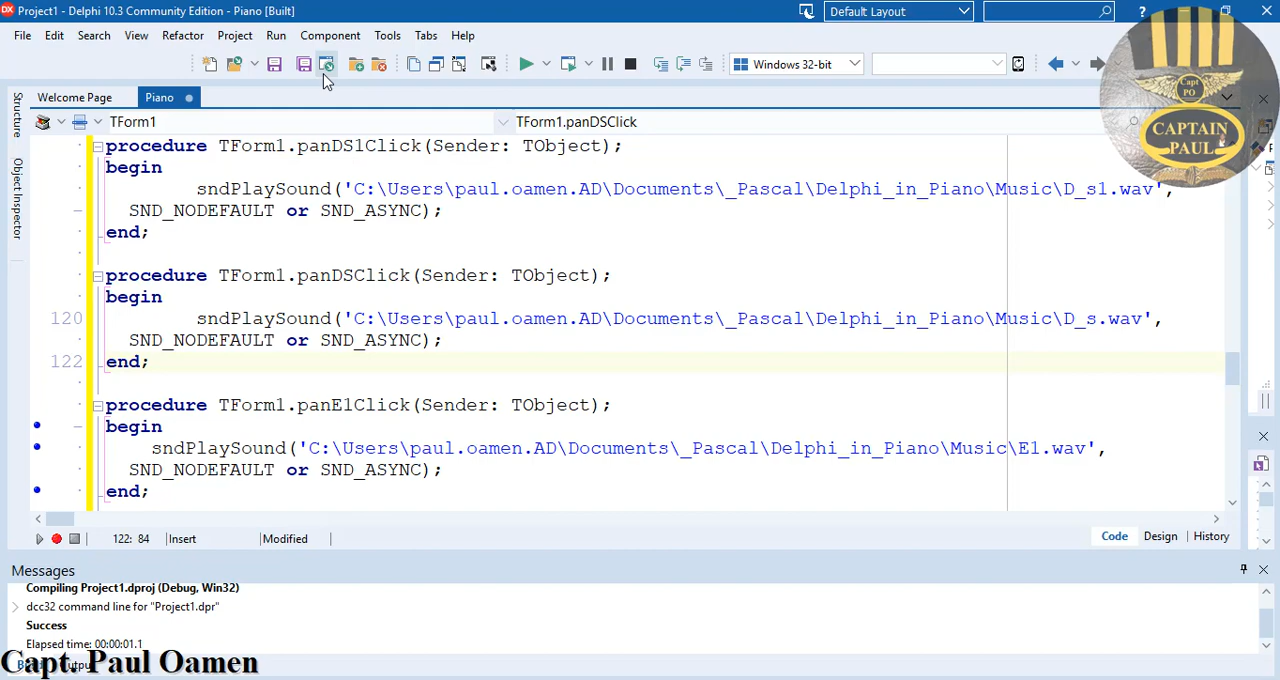 Project1 - Delphi 10.3 Community Edition - Piano [Built]
Default Layout
File Edit Search View Refactor Project Run Component Tools Tabs Help
Windows 32-bit
Welcome Page
Piano
Capt
PO
CAPTAIN
PAUL
TForm1
TForm1.panDSClick
Structure
Object Inspector
procedure TForm1.panDS1Click(Sender: TObject);
begin
sndPlaySound('C:\Users\paul.oamen.AD\Documents\_Pascal\Delphi_in_Piano\Music\D_s1.wav',
SND_NODEFAULT or SND_ASYNC);
end;
procedure TForm1.panDSClick(Sender: TObject);
begin
120 sndPlaySound('C:\Users\paul.oamen.AD\Documents\_Pascal\Delphi_in_Piano\Music\D_s.wav',
SND_NODEFAULT or SND_ASYNC);
122 end;
procedure TForm1.panE1Click(Sender: TObject);
begin
sndPlaySound('C:\Users\paul.oamen.AD\Documents\_Pascal\Delphi_in_Piano\Music\E1.wav',
SND_NODEFAULT or SND_ASYNC);
end;
122: 84 Insert Modified
Code Design History
Messages
Compiling Project1.dproj (Debug, Win32)
dcc32 command line for "Project1.dpr"
Success
Elapsed time: 00:00:01.1
Capt. Paul Oamen